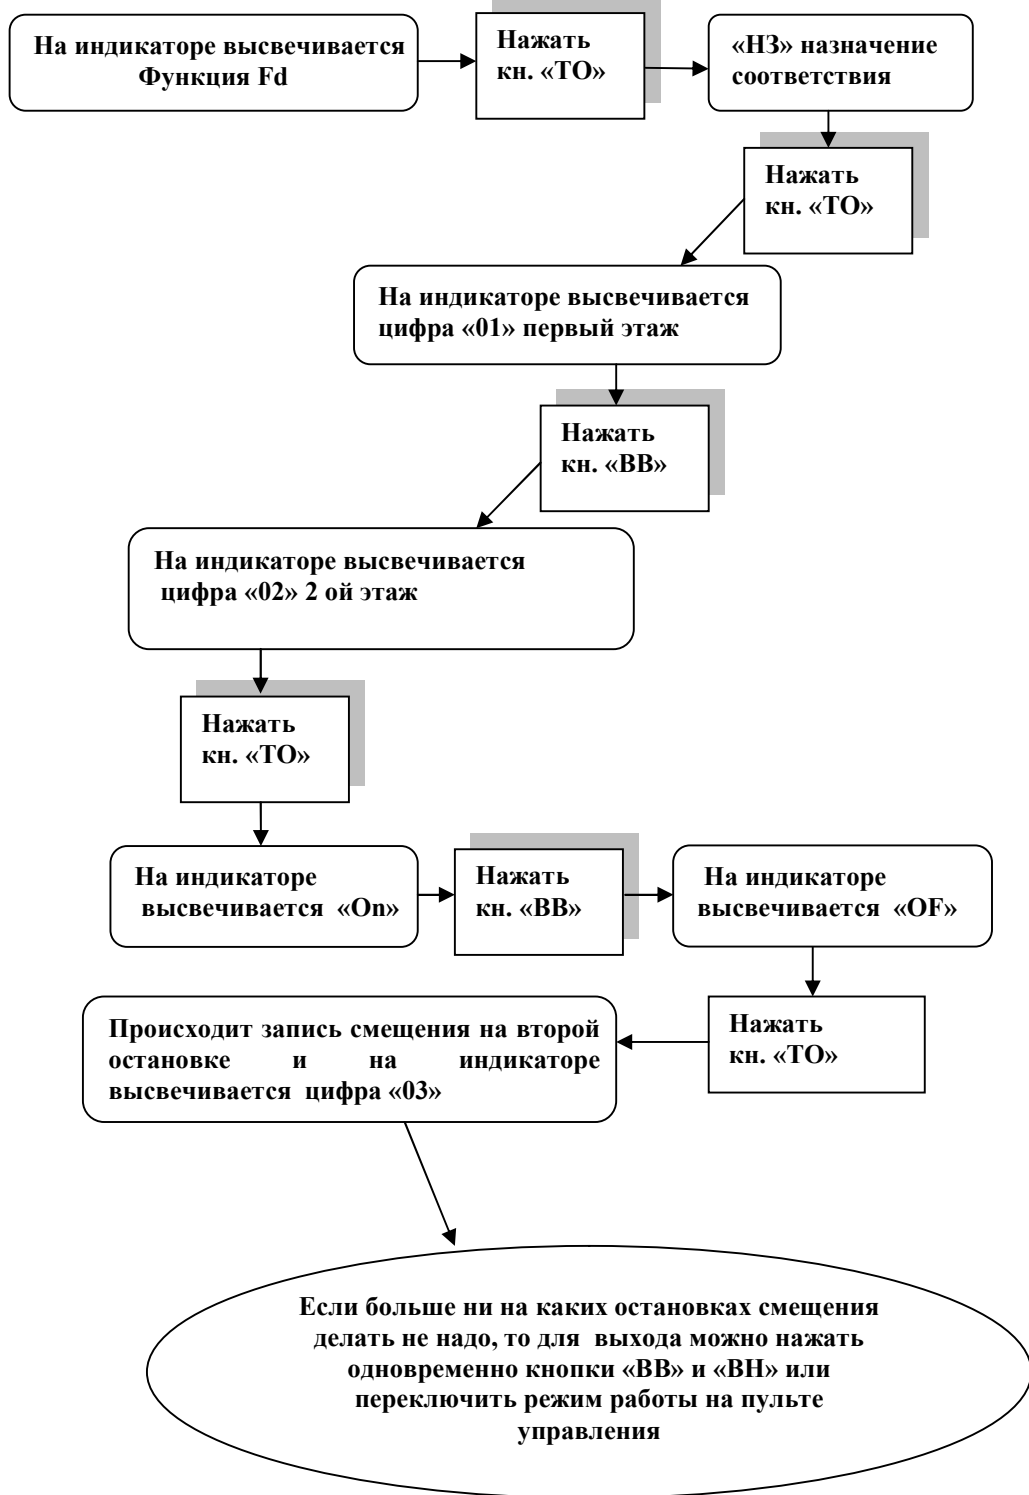 На индикаторе высвечивается
Функция Fd
Нажать
кн. «ТО»
«НЗ» назначение
соответствия
Нажать
кн. «ТО»
На индикаторе высвечивается
цифра «01» первый этаж
Нажать
кн. «ВВ»
На индикаторе высвечивается
цифра «02» 2 ой этаж
Нажать
кн. «ТО»
На индикаторе
высвечивается «On»
Нажать
кн. «ВВ»
На индикаторе
высвечивается «OF»
Нажать
кн. «ТО»
Происходит запись смещения на второй
остановке и на индикаторе
высвечивается цифра «03»
Если больше ни на каких остановках смещения
делать не надо, то для выхода можно нажать
одновременно кнопки «ВВ» и «ВН» или
переключить режим работы на пульте
управления